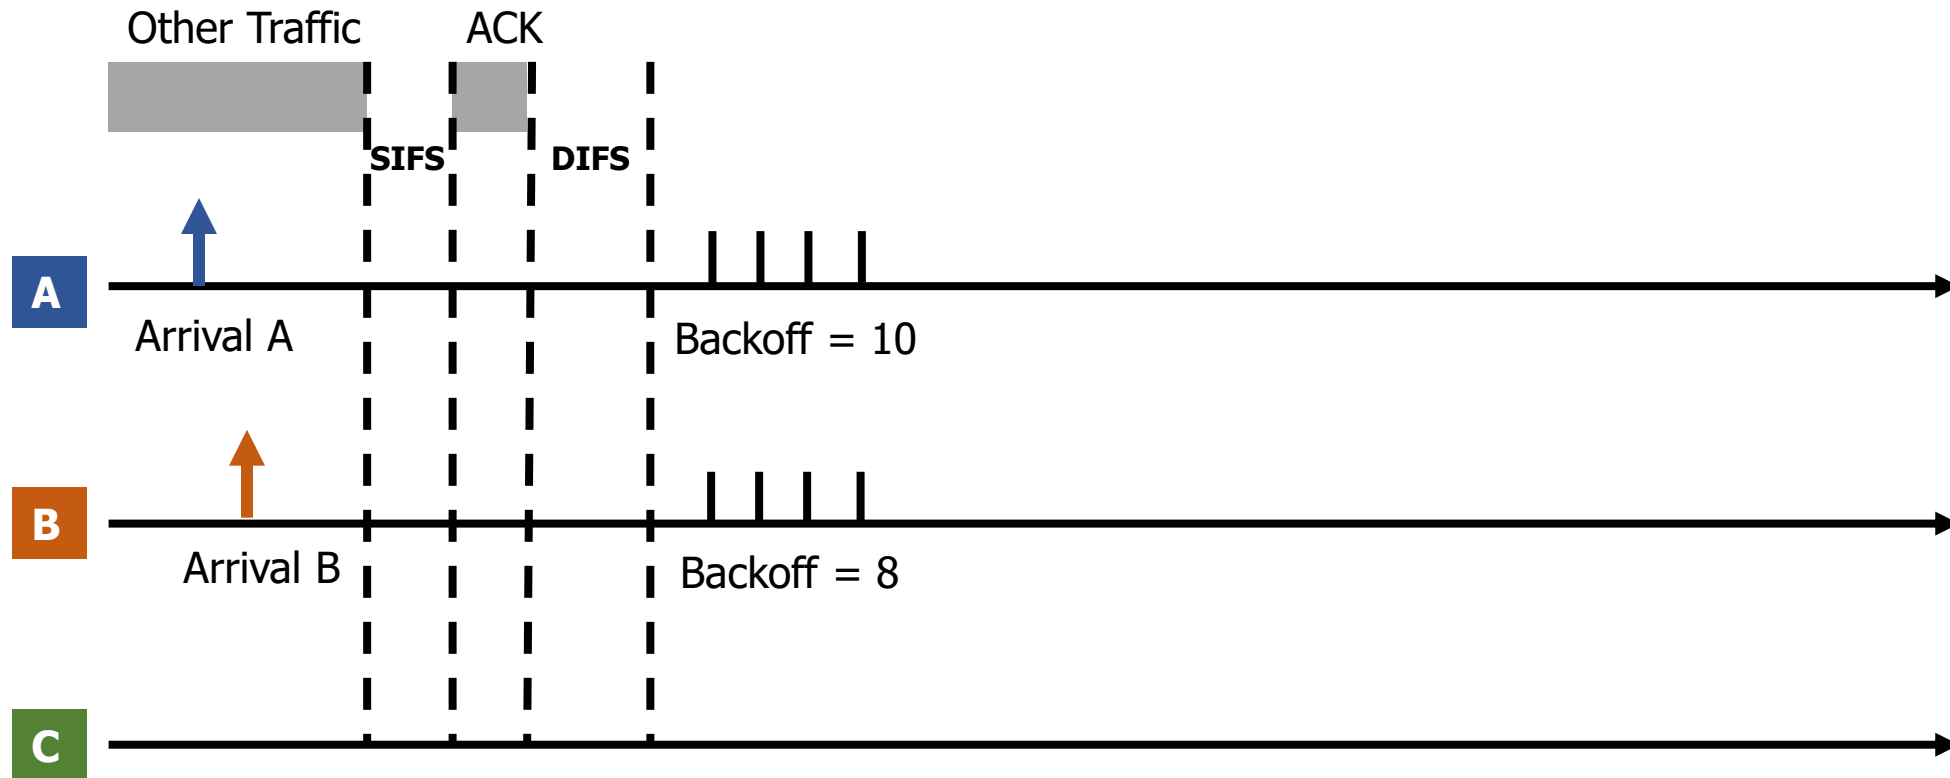 Other Traffic
ACK
SIFS
DIFS
A
Arrival A
Backoff = 10
B
Arrival B
Backoff = 8
C